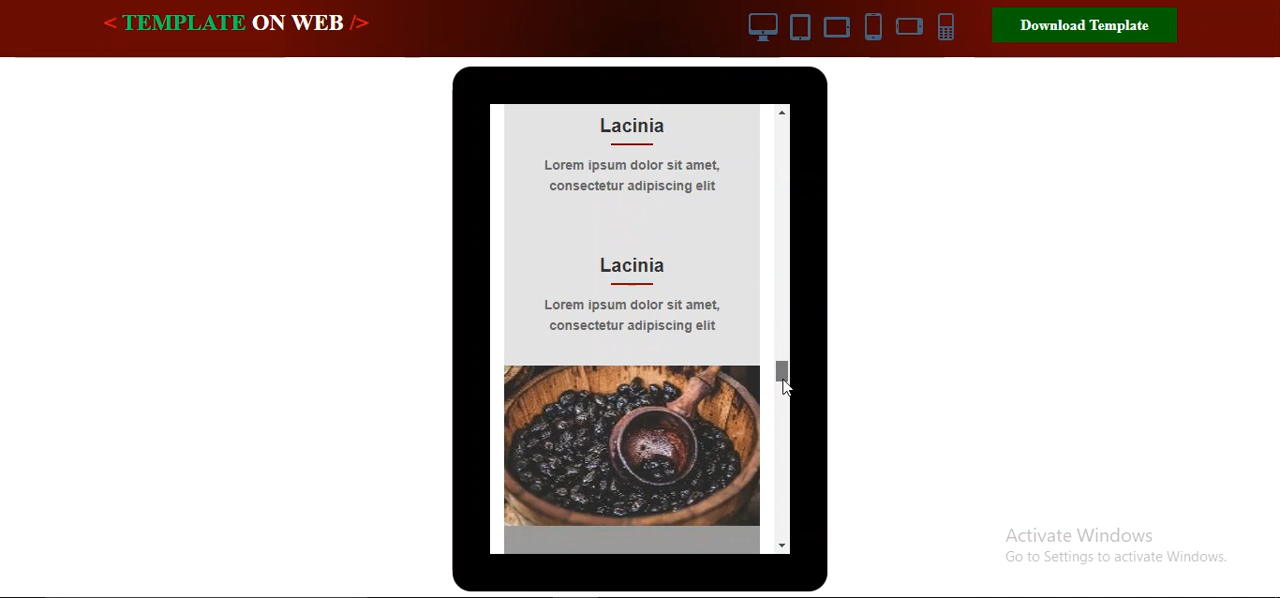 < TEMPLATE ON WEB />
Download Template
Lacinia
Lorem ipsum dolor sit amet,
consectetur adipiscing elit
Lacinia
Lorem ipsum dolor sit amet,
consectetur adipiscing elit
Activate Windows
Go to Settings to activate Windows.